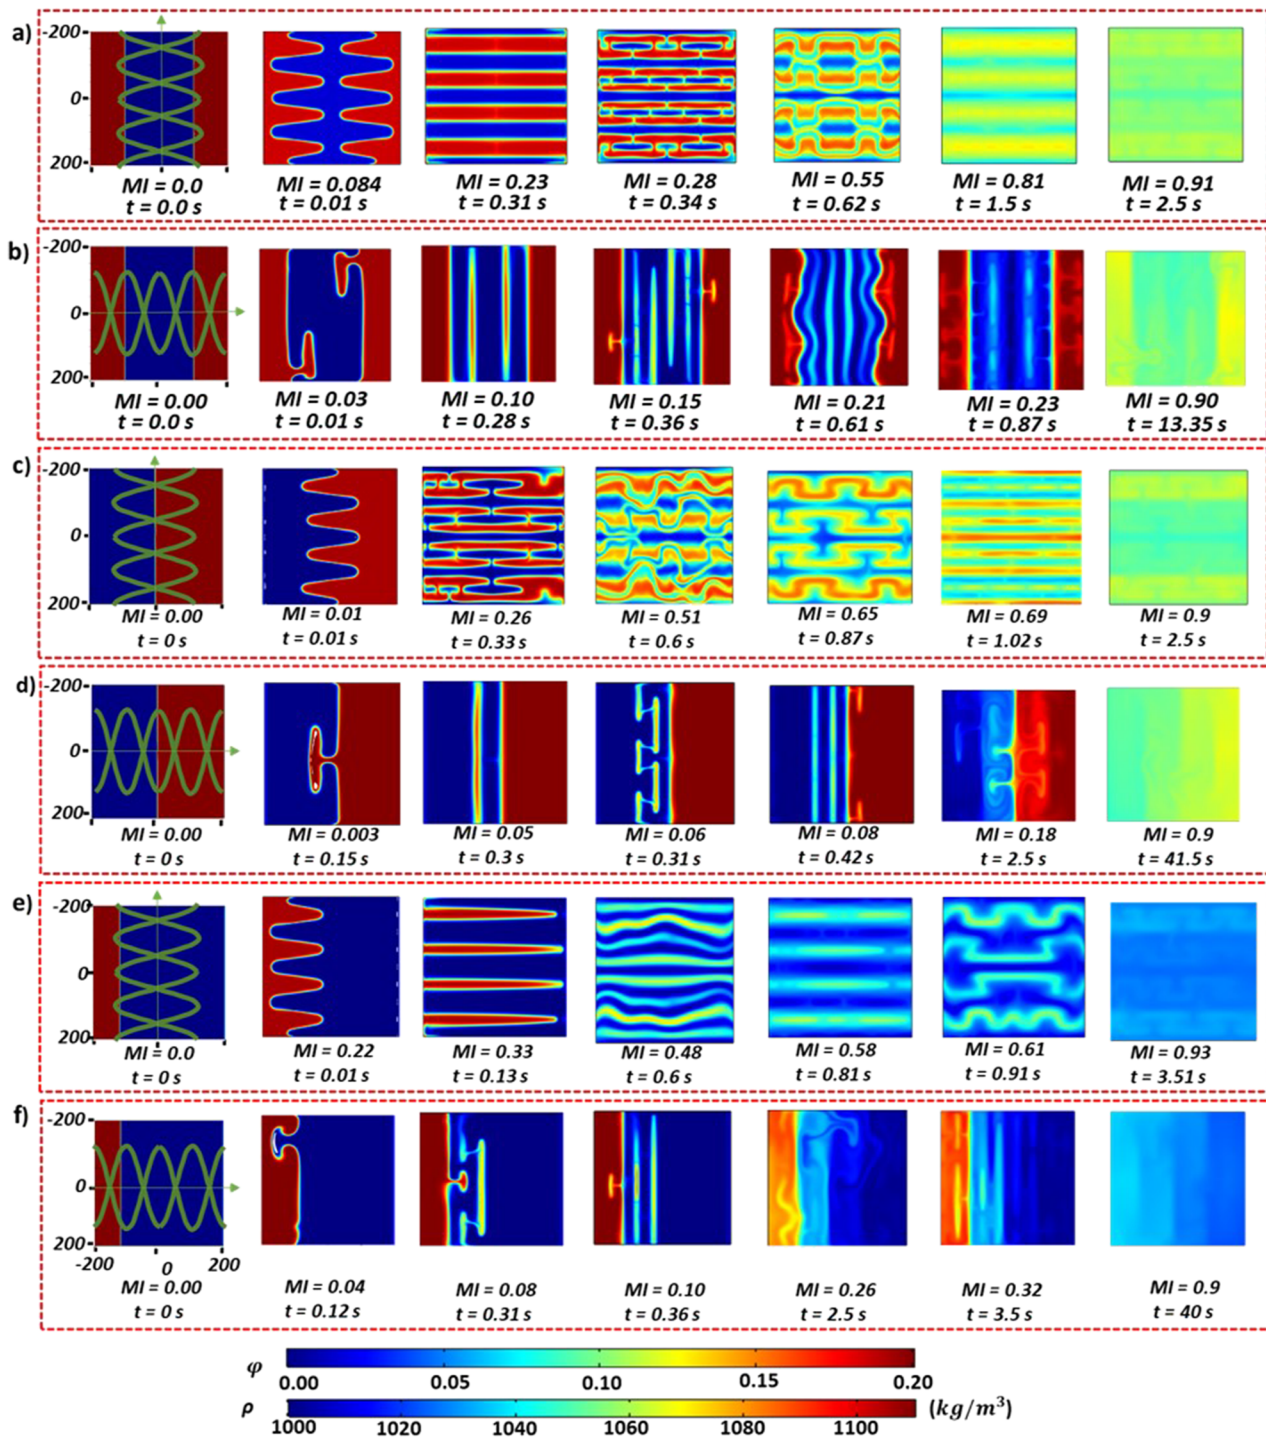 a)
-200
0
200
MI = 0.0 MI = 0.084 MI = 0.23 MI = 0.28 MI = 0.55 MI = 0.81 MI = 0.91
t = 0.0 s t = 0.01 s t = 0.31 s t = 0.34 s t = 0.62 s t = 1.5 s t = 2.5 s
b)
-200
0
200
MI = 0.00 MI = 0.03 MI = 0.10 MI = 0.15 MI = 0.21 MI = 0.23 MI = 0.90
t = 0.0 s t = 0.01 s t = 0.28 s t = 0.36 s t = 0.61 s t = 0.87 s t = 13.35 s
c)
-200
0
200
MI = 0.00 MI = 0.01 MI = 0.26 MI = 0.51 MI = 0.65 MI = 0.69 MI = 0.9
t = 0 s t = 0.01 s t = 0.33 s t = 0.6 s t = 0.87 s t = 1.02 s t = 2.5 s
d)
-200
0
200
MI = 0.00 MI = 0.003 MI = 0.05 MI = 0.06 MI = 0.08 MI = 0.18 MI = 0.9
t = 0 s t = 0.15 s t = 0.3 s t = 0.31 s t = 0.42 s t = 2.5 s t = 41.5 s
e)
-200
0
200
MI = 0.0 MI = 0.22 MI = 0.33 MI = 0.48 MI = 0.58 MI = 0.61 MI = 0.93
t = 0 s t = 0.01 s t = 0.13 s t = 0.6 s t = 0.81 s t = 0.91 s t = 3.51 s
f)
-200
0
200
-200 0 200
MI = 0.00 MI = 0.04 MI = 0.08 MI = 0.10 MI = 0.26 MI = 0.32 MI = 0.9
t = 0 s t = 0.12 s t = 0.31 s t = 0.36 s t = 2.5 s t = 3.5 s t = 40 s
φ
0.00 0.05 0.10 0.15 0.20
ρ (kg/m³)
1000 1020 1040 1060 1080 1100